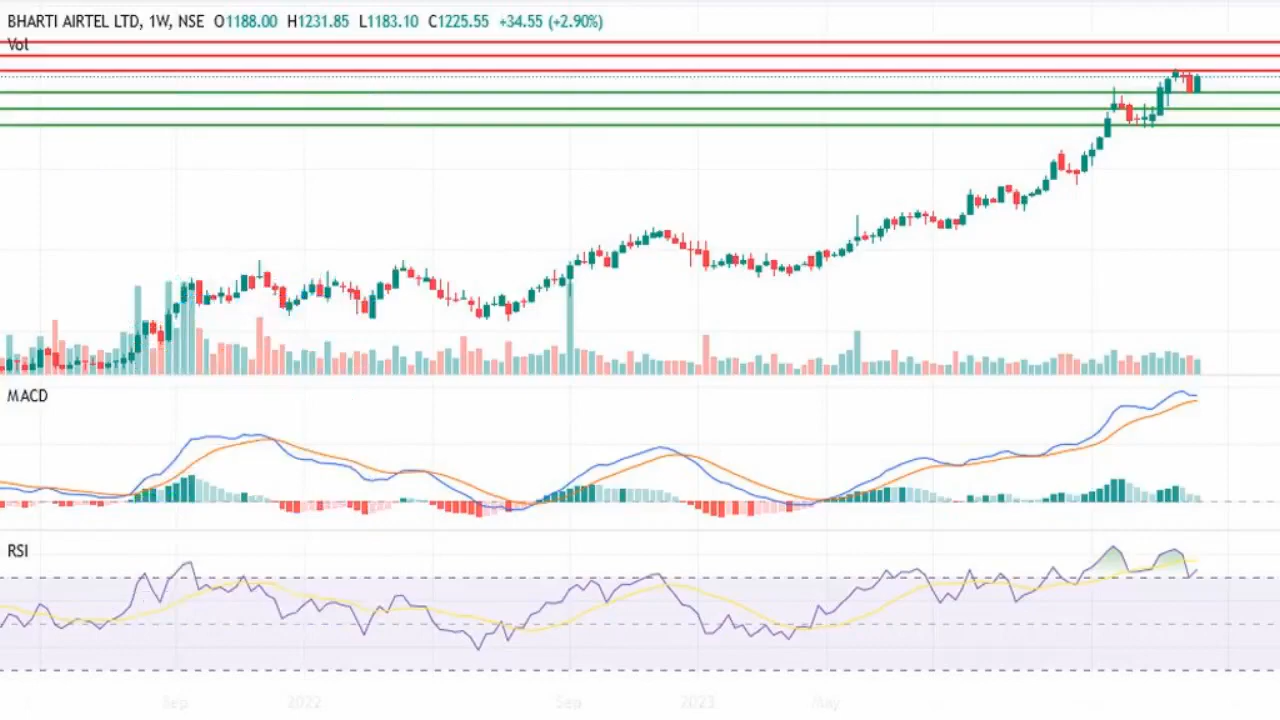 BHARTI AIRTEL LTD, 1W, NSE O1188.00 H1231.85 L1183.10 C1225.55 +34.55 (+2.90%)
Vol
MACD
RSI
Sep 2022 Sep 2023 May